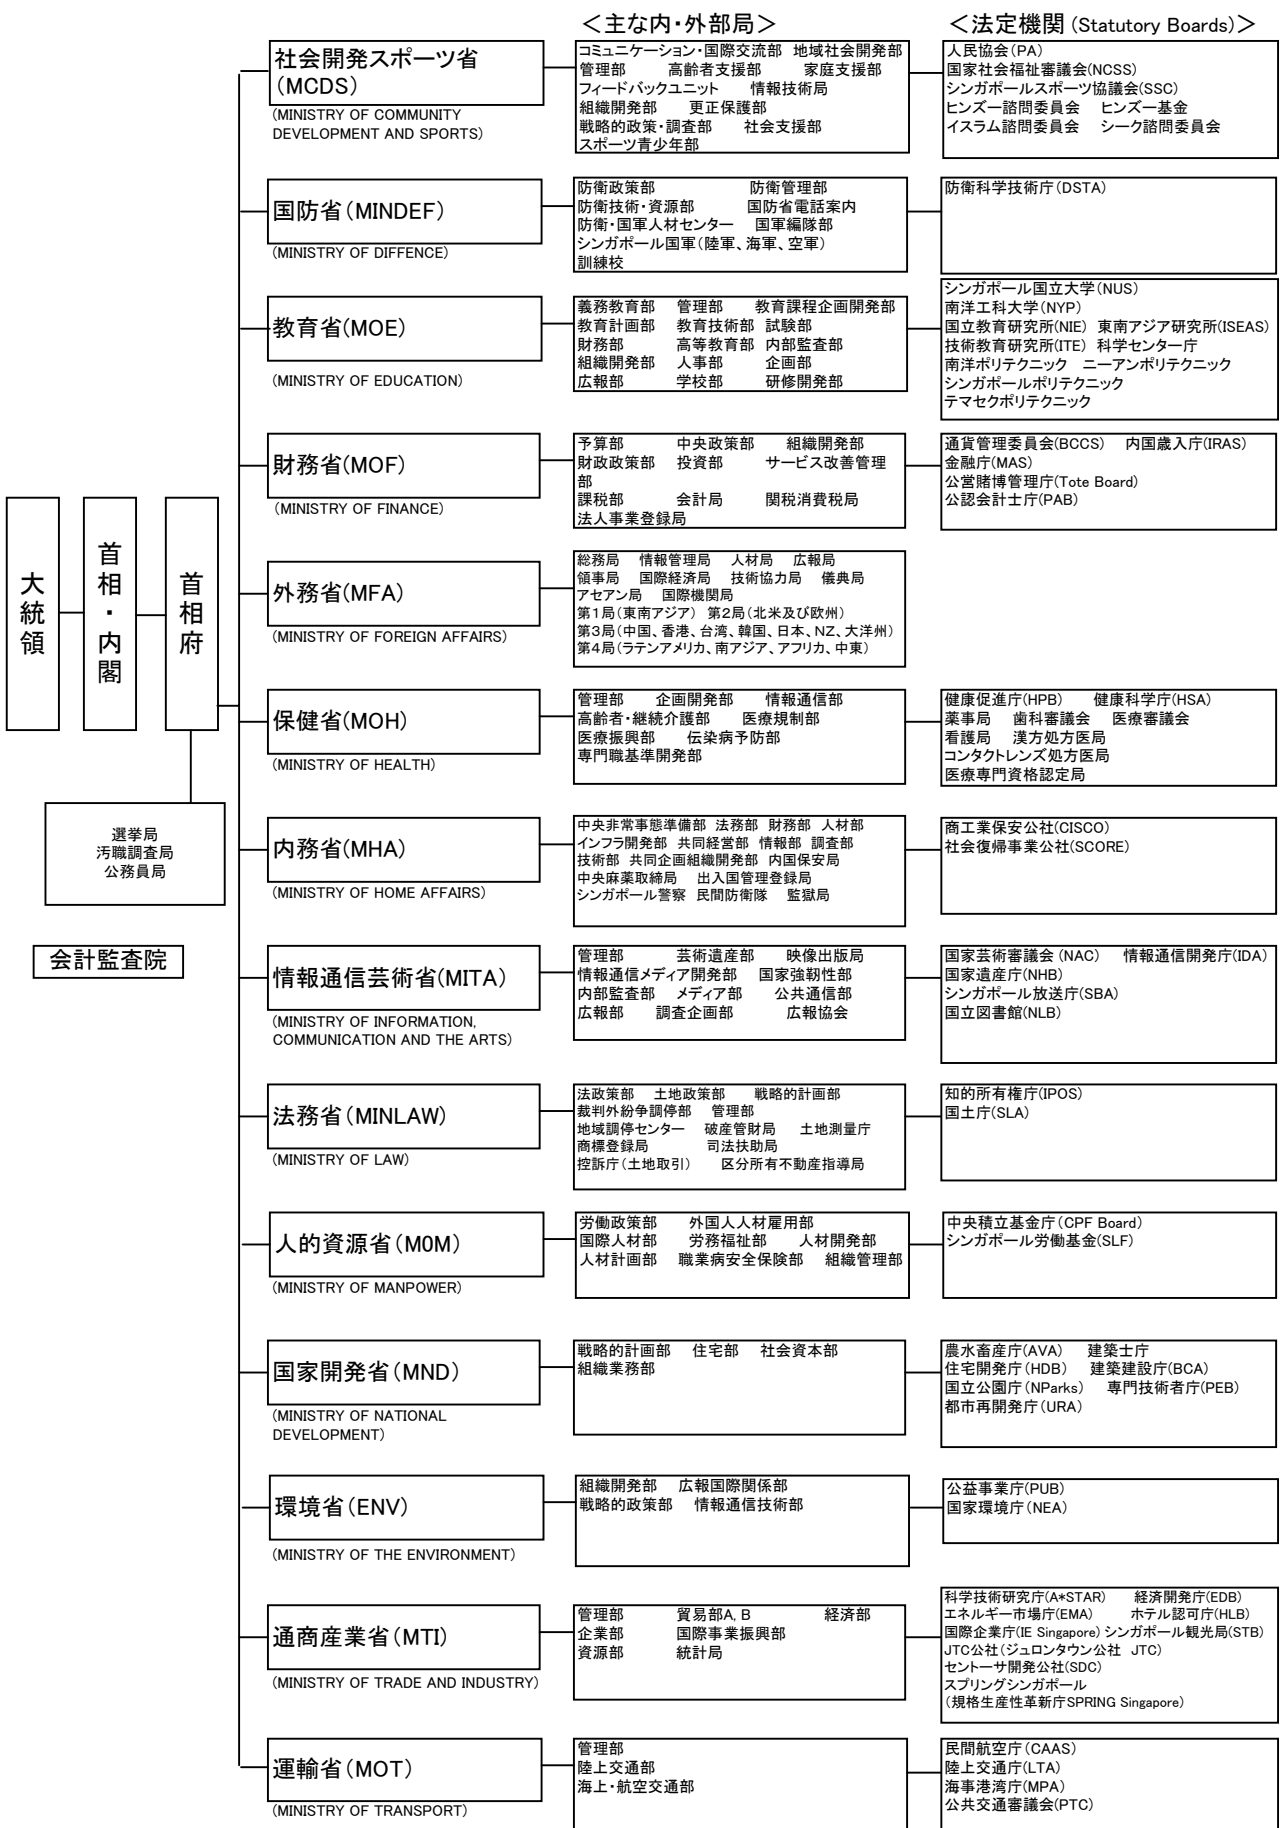 ＜主な内・外部局＞
＜法定機関 (Statutory Boards)＞
社会開発スポーツ省
(MCDS)
(MINISTRY OF COMMUNITY
DEVELOPMENT AND SPORTS)
コミュニケーション・国際交流部 地域社会開発部
管理部 高齢者支援部 家庭支援部
フィードバックユニット 情報技術局
組織開発部 更正保護部
戦略的政策・調査部 社会支援部
スポーツ青少年部
人民協会(PA)
国家社会福祉審議会(NCSS)
シンガポールスポーツ協議会(SSC)
ヒンズー諮問委員会 ヒンズー基金
イスラム諮問委員会 シーク諮問委員会
国防省(MINDEF)
(MINISTRY OF DIFFENCE)
防衛政策部 防衛管理部
防衛技術・資源部 国防省電話案内
防衛・国軍人材センター 国軍編隊部
シンガポール国軍(陸軍、海軍、空軍)
訓練校
防衛科学技術庁(DSTA)
教育省(MOE)
(MINISTRY OF EDUCATION)
義務教育部 管理部 教育課程企画開発部
教育計画部 教育技術部 試験部
財務部 高等教育部 内部監査部
組織開発部 人事部 企画部
広報部 学校部 研修開発部
シンガポール国立大学(NUS)
南洋工科大学(NYP)
国立教育研究所(NIE) 東南アジア研究所(ISEAS)
技術教育研究所(ITE) 科学センター庁
南洋ポリテクニック ニーアンポリテクニック
シンガポールポリテクニック
テマセクポリテクニック
財務省(MOF)
(MINISTRY OF FINANCE)
予算部 中央政策部 組織開発部
財政政策部 投資部 サービス改善管理
部
課税部 会計局 関税消費税局
法人事業登録局
通貨管理委員会(BCCS) 内国歳入庁(IRAS)
金融庁(MAS)
公営賭博管理庁(Tote Board)
公認会計士庁(PAB)
大統領
首相・内閣
首相府
外務省(MFA)
(MINISTRY OF FOREIGN AFFAIRS)
総務局 情報管理局 人材局 広報局
領事局 国際経済局 技術協力局 儀典局
アセアン局 国際機関局
第1局(東南アジア) 第2局(北米及び欧州)
第3局(中国、香港、台湾、韓国、日本、NZ、大洋州)
第4局(ラテンアメリカ、南アジア、アフリカ、中東)
保健省(MOH)
(MINISTRY OF HEALTH)
管理部 企画開発部 情報通信部
高齢者・継続介護部 医療規制部
医療振興部 伝染病予防部
専門職基準開発部
健康促進庁(HPB) 健康科学庁(HSA)
薬事局 歯科審議会 医療審議会
看護局 漢方処方医局
コンタクトレンズ処方医局
医療専門資格認定局
選挙局
汚職調査局
公務員局
内務省(MHA)
(MINISTRY OF HOME AFFAIRS)
中央非常事態準備部 法務部 財務部 人材部
インフラ開発部 共同経営部 情報部 調査部
技術部 共同企画組織開発部 内国保安局
中央麻薬取締局 出入国管理登録局
シンガポール警察 民間防衛隊 監獄局
商工業保安公社(CISCO)
社会復帰事業公社(SCORE)
会計監査院
情報通信芸術省(MITA)
(MINISTRY OF INFORMATION,
COMMUNICATION AND THE ARTS)
管理部 芸術遺産部 映像出版局
情報通信メディア開発部 国家強靭性部
内部監査部 メディア部 公共通信部
広報部 調査企画部 広報協会
国家芸術審議会 (NAC) 情報通信開発庁(IDA)
国家遺産庁(NHB)
シンガポール放送庁(SBA)
国立図書館(NLB)
法務省(MINLAW)
(MINISTRY OF LAW)
法政策部 土地政策部 戦略的計画部
裁判外紛争調停部 管理部
地域調停センター 破産管財局 土地測量庁
商標登録局 司法扶助局
控訴庁(土地取引) 区分所有不動産指導局
知的所有権庁(IPOS)
国土庁(SLA)
人的資源省(M0M)
(MINISTRY OF MANPOWER)
労働政策部 外国人人材雇用部
国際人材部 労務福祉部 人材開発部
人材計画部 職業病安全保険部 組織管理部
中央積立基金庁(CPF Board)
シンガポール労働基金(SLF)
国家開発省(MND)
(MINISTRY OF NATIONAL
DEVELOPMENT)
戦略的計画部 住宅部 社会資本部
組織業務部
農水畜産庁(AVA) 建築士庁
住宅開発庁(HDB) 建築建設庁(BCA)
国立公園庁(NParks) 専門技術者庁(PEB)
都市再開発庁(URA)
環境省(ENV)
(MINISTRY OF THE ENVIRONMENT)
組織開発部 広報国際関係部
戦略的政策部 情報通信技術部
公益事業庁(PUB)
国家環境庁(NEA)
通商産業省(MTI)
(MINISTRY OF TRADE AND INDUSTRY)
管理部 貿易部A, B 経済部
企業部 国際事業振興部
資源部 統計局
科学技術研究庁(A*STAR) 経済開発庁(EDB)
エネルギー市場庁(EMA) ホテル認可庁(HLB)
国際企業庁(IE Singapore) シンガポール観光局(STB)
JTC公社(ジュロンタウン公社 JTC)
セントーサ開発公社(SDC)
スプリングシンガポール
(規格生産性革新庁SPRING Singapore)
運輸省(MOT)
(MINISTRY OF TRANSPORT)
管理部
陸上交通部
海上・航空交通部
民間航空庁(CAAS)
陸上交通庁(LTA)
海事港湾庁(MPA)
公共交通審議会(PTC)